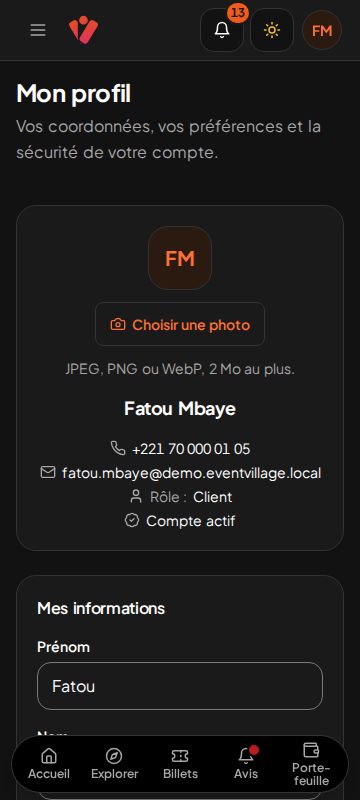 13
FM
Mon profil
Vos coordonnées, vos préférences et la
sécurité de votre compte.
FM
Choisir une photo
JPEG, PNG ou WebP, 2 Mo au plus.
Fatou Mbaye
+221 70 000 01 05
fatou.mbaye@demo.eventvillage.local
Rôle : Client
Compte actif
Mes informations
Prénom
Fatou
Accueil
Explorer
Billets
Avis
Porte-
feuille